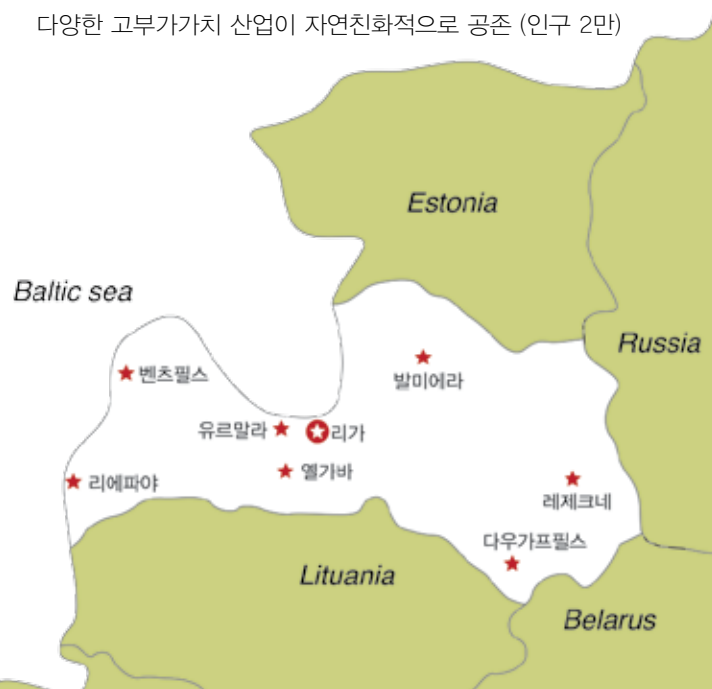 다양한 고부가가치 산업이 자연친화적으로 공존 (인구 2만)
Estonia
Baltic sea
Russia
벤츠필스
발미에라
유르말라
리가
옐가바
리에파야
레제크네
다우가프필스
Lituania
Belarus